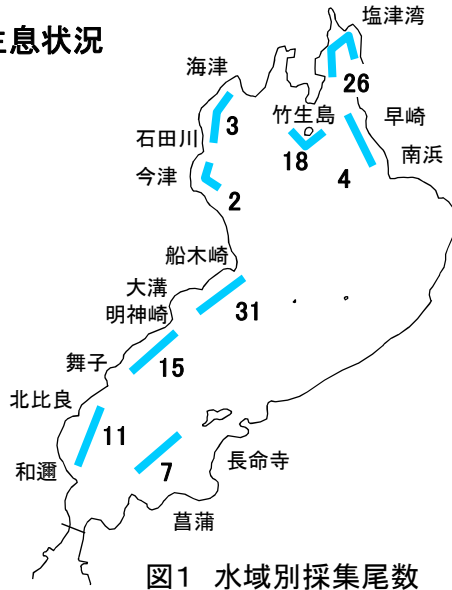 生息状況
塩津湾
海津
26
3
竹生島
早崎
石田川
18
南浜
今津
4
2
船木崎
大溝
31
明神崎
舞子
15
北比良
11
7
長命寺
和邇
菖蒲
図1 水域別採集尾数